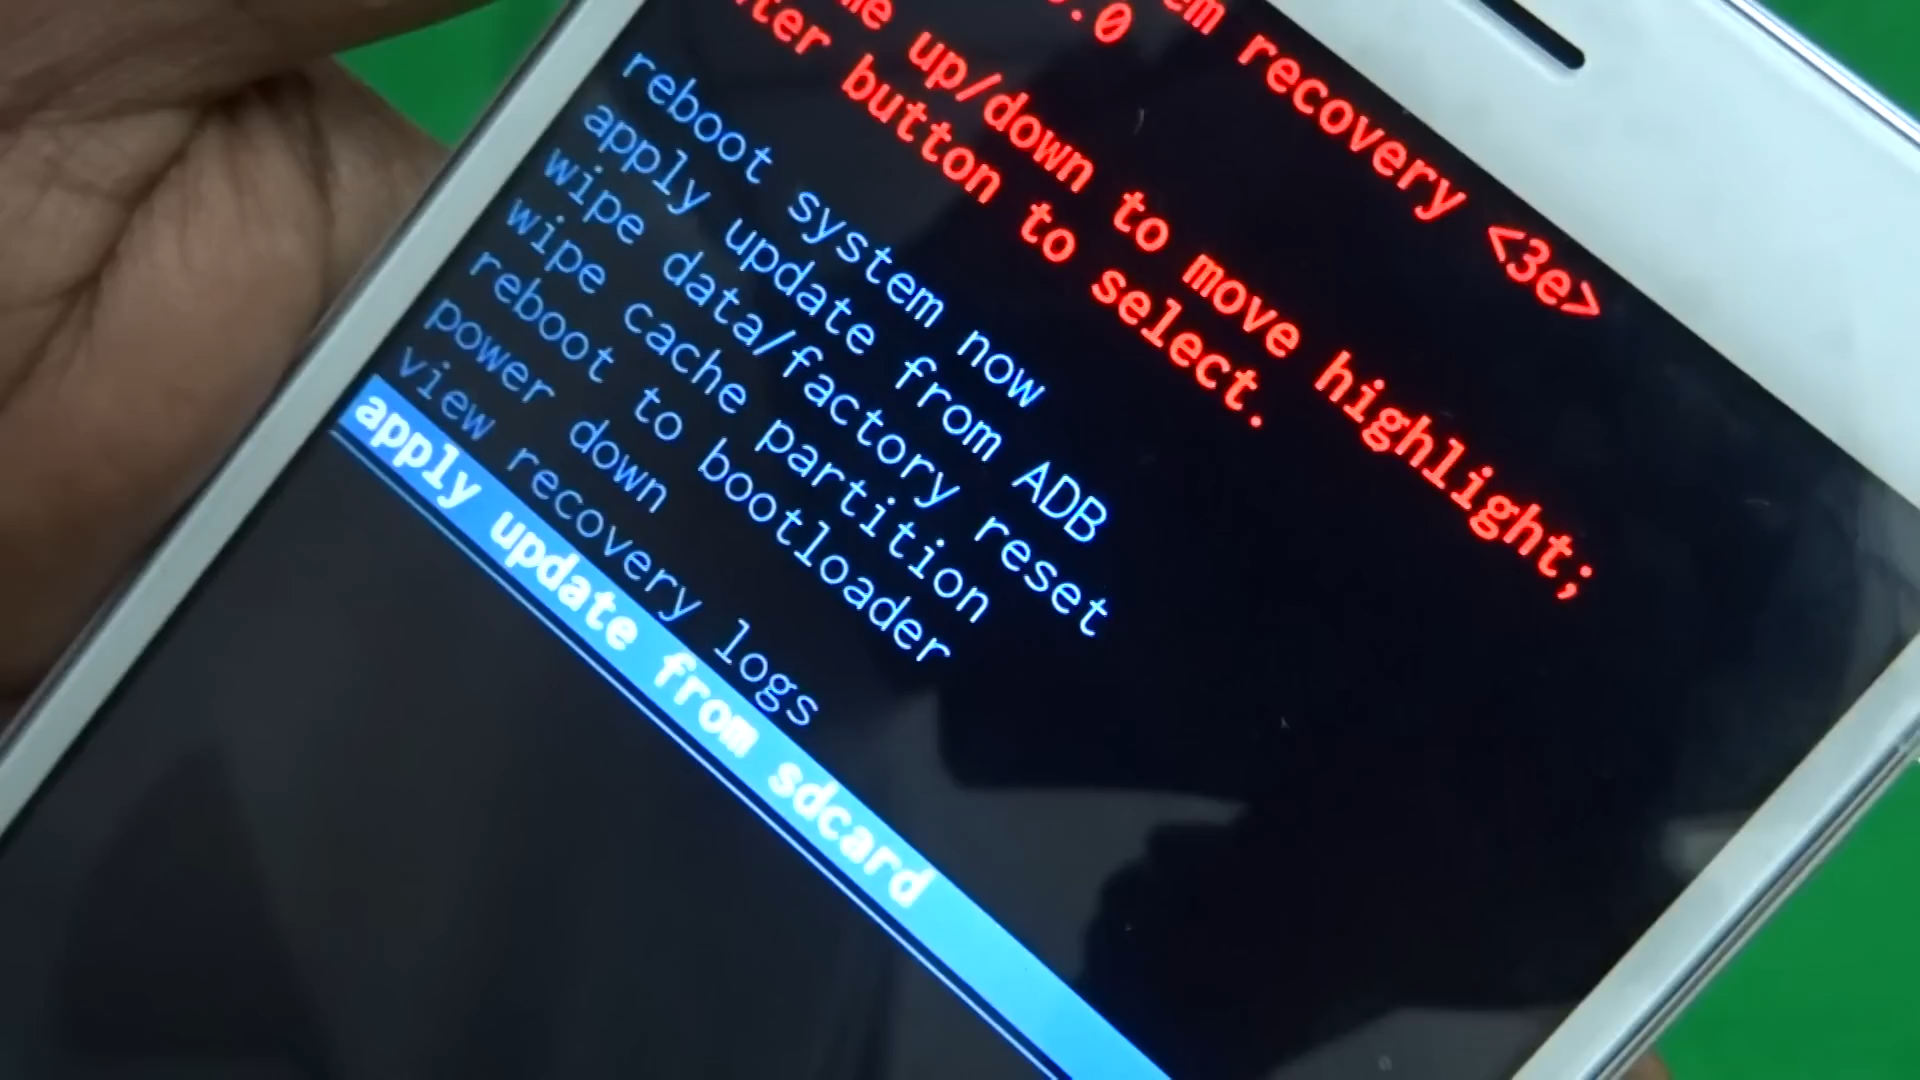 recovery <3e>
up/down to move highlight;
button to select.
reboot system now
apply update from ADB
wipe data/factory reset
wipe cache partition
reboot to bootloader
power down
view recovery logs
apply update from sdcard